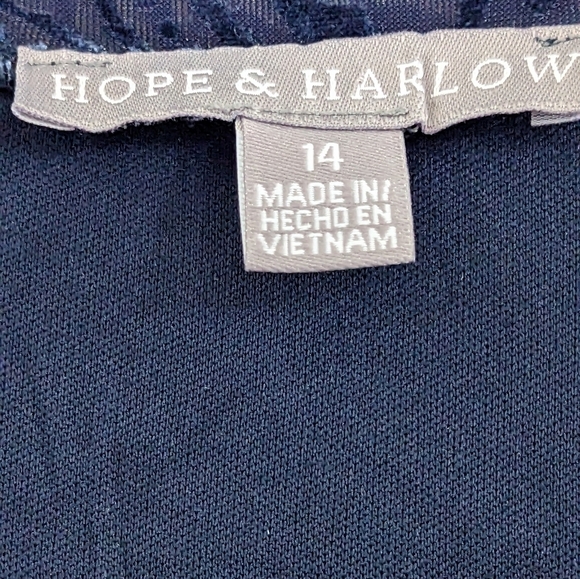 HOPE & HARLOW
14
MADE IN/
HECHO EN
VIETNAM